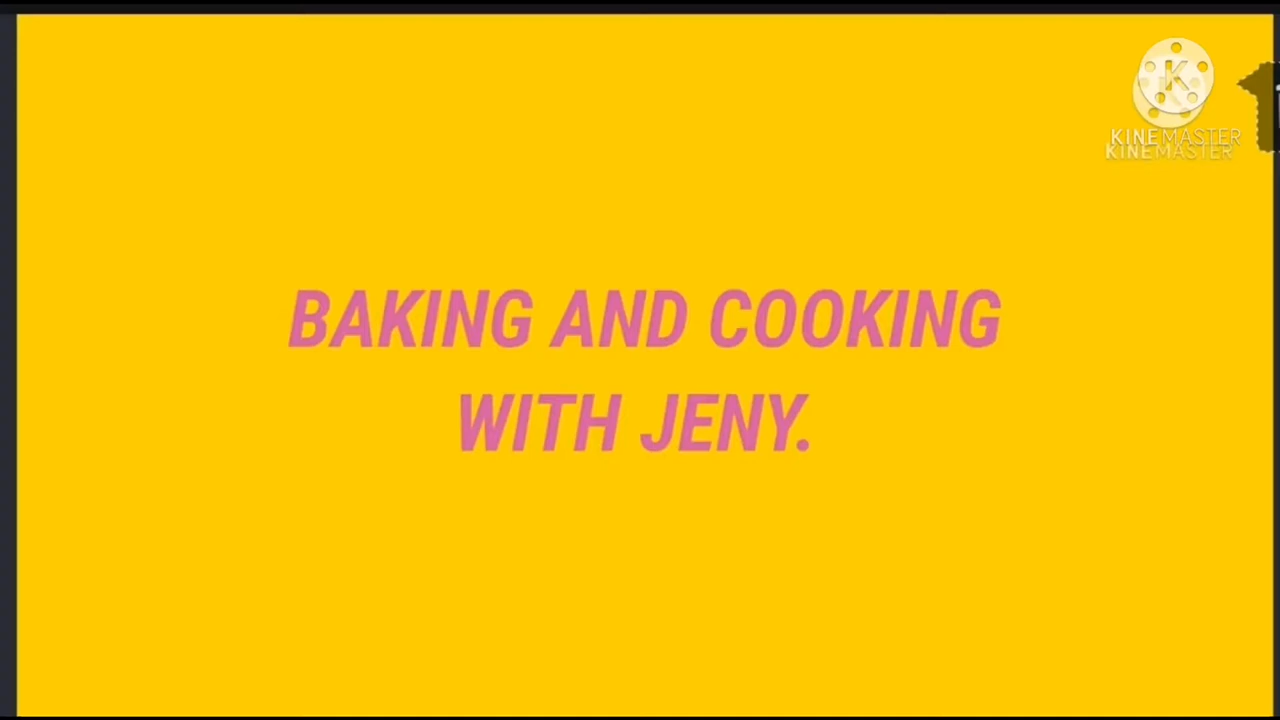 K
KINEMASTER
KINEMASTER
BAKING AND COOKING
WITH JENY.